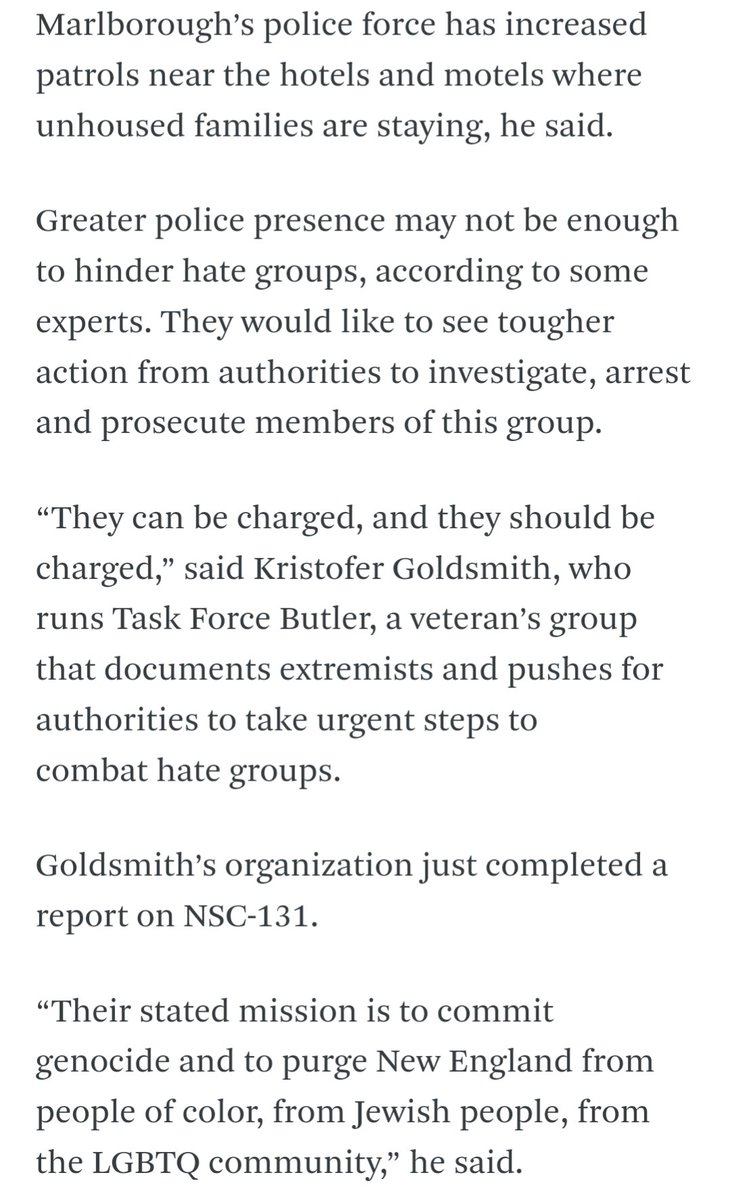 Marlborough’s police force has increased
patrols near the hotels and motels where
unhoused families are staying, he said.
Greater police presence may not be enough
to hinder hate groups, according to some
experts. They would like to see tougher
action from authorities to investigate, arrest
and prosecute members of this group.
“They can be charged, and they should be
charged,” said Kristofer Goldsmith, who
runs Task Force Butler, a veteran’s group
that documents extremists and pushes for
authorities to take urgent steps to
combat hate groups.
Goldsmith’s organization just completed a
report on NSC-131.
“Their stated mission is to commit
genocide and to purge New England from
people of color, from Jewish people, from
the LGBTQ community,” he said.